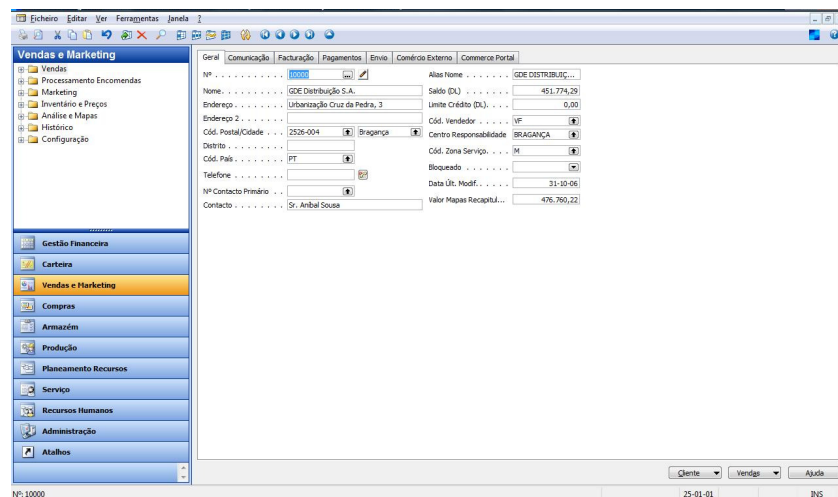 Ficheiro Editar Ver Ferramentas Janela ?
Vendas e Marketing
Vendas
Processamento Encomendas
Marketing
Inventário e Preços
Análise e Mapas
Histórico
Configuração
Gestão Financeira
Carteira
Vendas e Marketing
Compras
Armazém
Produção
Planeamento Recursos
Serviço
Recursos Humanos
Administração
Atalhos
Geral Comunicação Facturação Pagamentos Envio Comércio Externo Commerce Portal
Nº . . . . . . . . . . . 10000 ...
Nome. . . . . . . . . . GDE Distribuição S.A.
Endereço . . . . . . . . Urbanização Cruz da Pedra, 3
Endereço 2 . . . . . . .
Cód. Postal/Cidade . . . 2526-004 Bragança
Distrito . . . . . . . . .
Cód. País . . . . . . . . PT
Telefone . . . . . . . .
Nº Contacto Primário . .
Contacto . . . . . . . . Sr. Aníbal Sousa
Alias Nome . . . . . . . GDE DISTRIBUIÇ...
Saldo (DL) . . . . . . . 451.774,29
Limite Crédito (DL). . . . 0,00
Cód. Vendedor . . . . . VF
Centro Responsabilidade BRAGANÇA
Cód. Zona Serviço. . . . M
Bloqueado . . . . . . .
Data Últ. Modif. . . . . . 31-10-06
Valor Mapas Recapitul... 476.760,22
Cliente Vendas Ajuda
Nº: 10000 25-01-01 INS